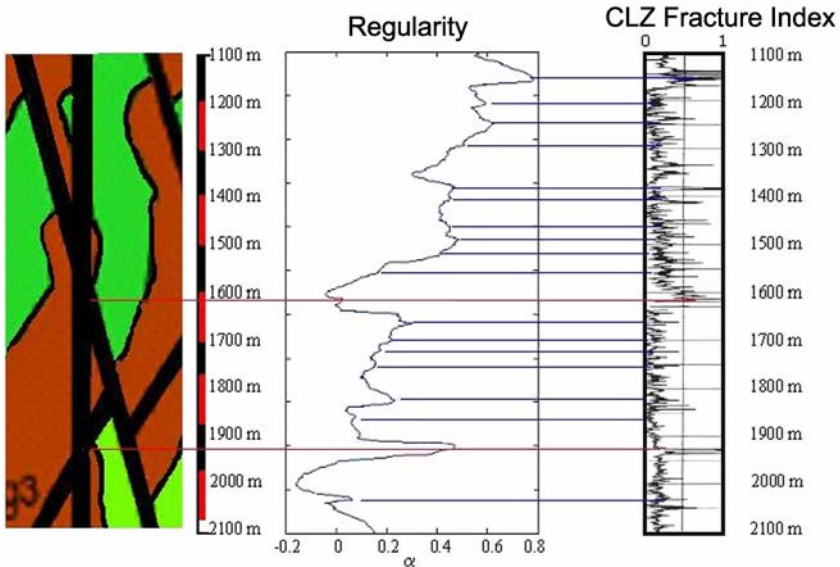 Regularity
CLZ Fracture Index
0 1
1100 m
1200 m
1300 m
1400 m
1500 m
1600 m
1700 m
1800 m
1900 m
2000 m
2100 m
-0.2 0 0.2 0.4 0.6 0.8
α
1100 m
1200 m
1300 m
1400 m
1500 m
1600 m
1700 m
1800 m
1900 m
2000 m
2100 m
g3